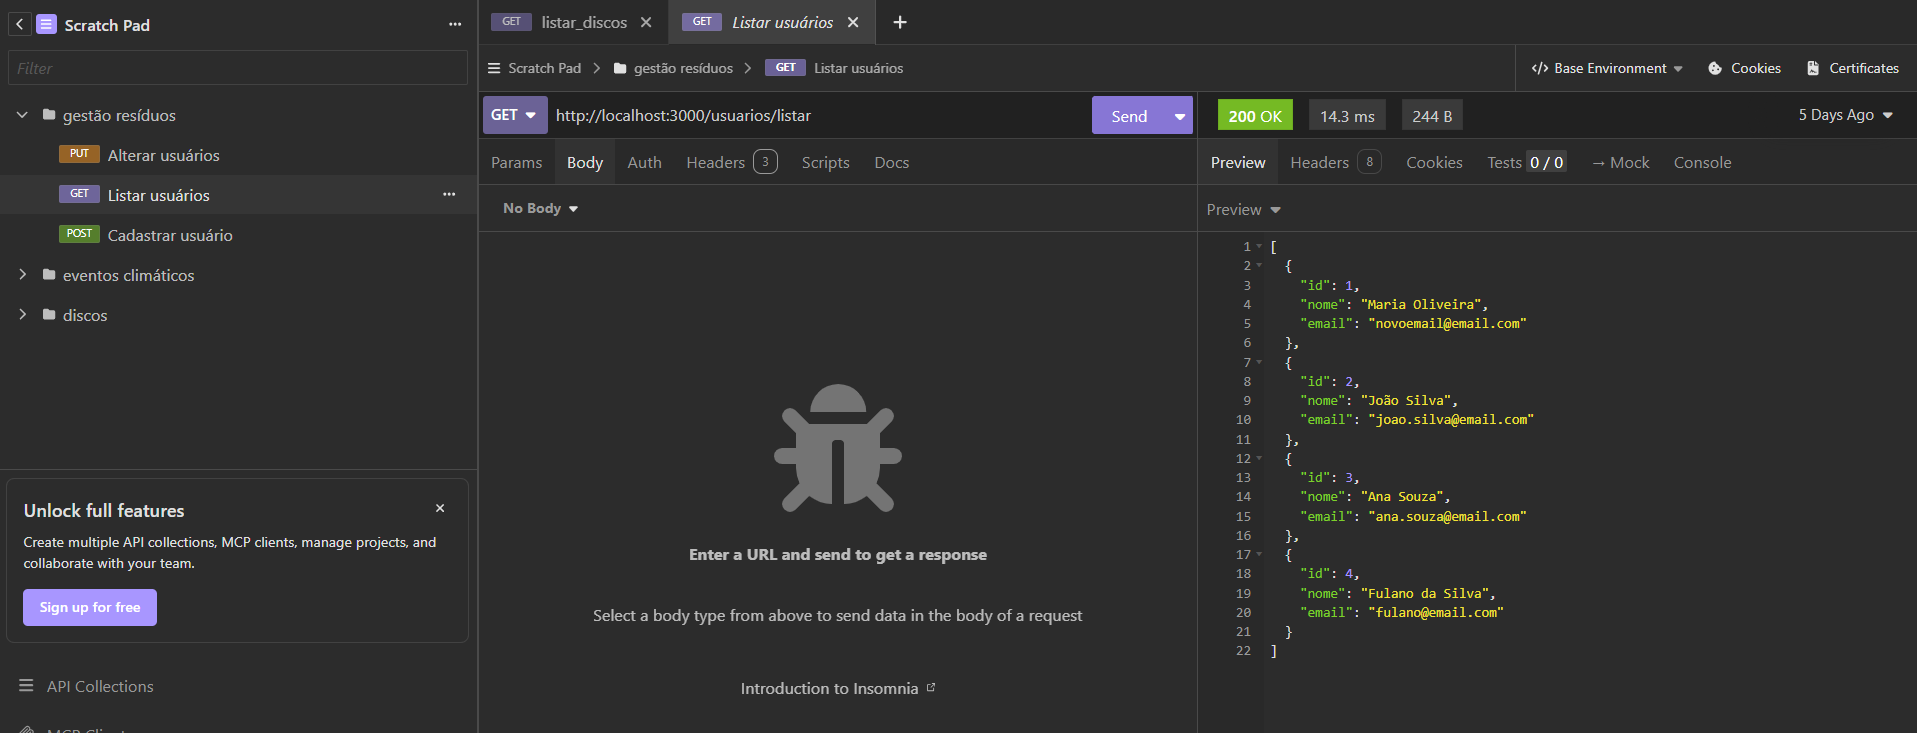 Scratch Pad
Filter
gestão resíduos
PUT Alterar usuários
GET Listar usuários
POST Cadastrar usuário
eventos climáticos
discos
Unlock full features
Create multiple API collections, MCP clients, manage projects, and
collaborate with your team.
Sign up for free
API Collections
GET listar_discos
GET Listar usuários
Scratch Pad > gestão resíduos > GET Listar usuários
Base Environment
Cookies
Certificates
GET http://localhost:3000/usuarios/listar
Send
Params Body Auth Headers 3 Scripts Docs
No Body
Enter a URL and send to get a response
Select a body type from above to send data in the body of a request
Introduction to Insomnia
200 OK 14.3 ms 244 B 5 Days Ago
Preview Headers 8 Cookies Tests 0 / 0 → Mock Console
Preview
1 [
2 {
3 "id": 1,
4 "nome": "Maria Oliveira",
5 "email": "novoemail@email.com"
6 },
7 {
8 "id": 2,
9 "nome": "João Silva",
10 "email": "joao.silva@email.com"
11 },
12 {
13 "id": 3,
14 "nome": "Ana Souza",
15 "email": "ana.souza@email.com"
16 },
17 {
18 "id": 4,
19 "nome": "Fulano da Silva",
20 "email": "fulano@email.com"
21 }
22 ]